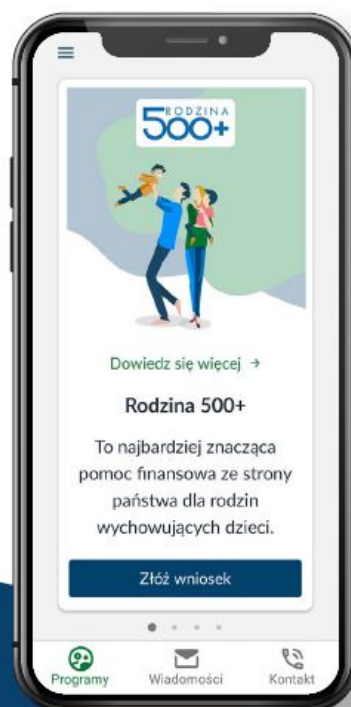 RODZINA
500+
Dowiedz się więcej →
Rodzina 500+
To najbardziej znacząca
pomoc finansowa ze strony
państwa dla rodzin
wychowujących dzieci.
Złóż wniosek
Programy
Wiadomości
Kontakt